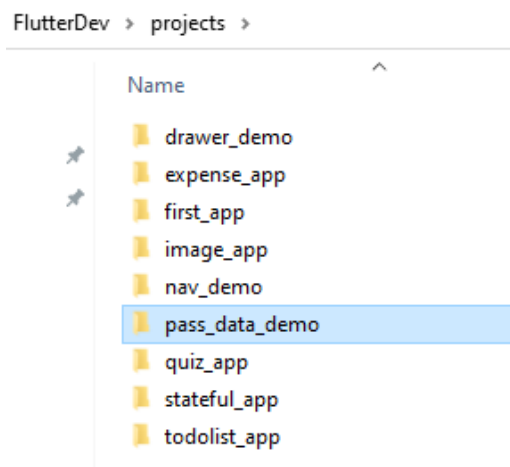 FlutterDev > projects >
Name
drawer_demo
expense_app
first_app
image_app
nav_demo
pass_data_demo
quiz_app
stateful_app
todolist_app